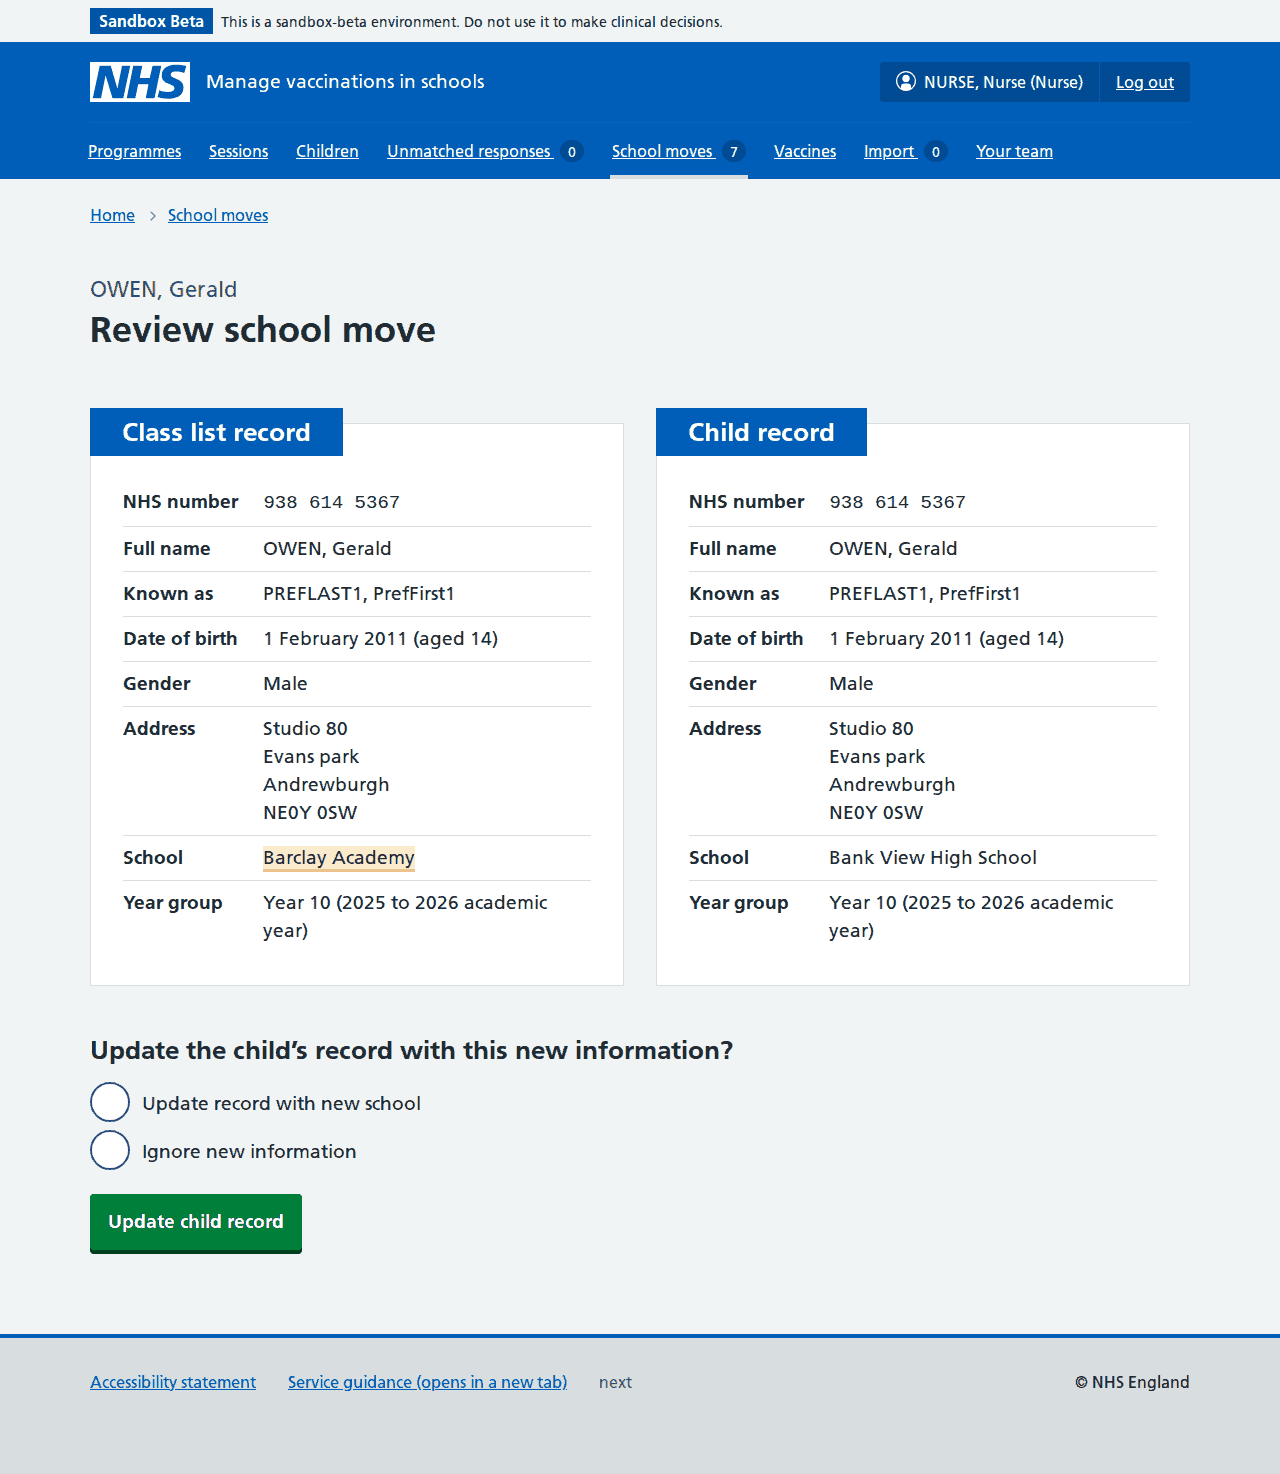 Sandbox Beta This is a sandbox-beta environment. Do not use it to make clinical decisions.
NHS Manage vaccinations in schools NURSE, Nurse (Nurse) Log out
Programmes Sessions Children Unmatched responses 0 School moves 7 Vaccines Import 0 Your team
Home School moves
OWEN, Gerald
Review school move
Class list record
NHS number 938 614 5367
Full name OWEN, Gerald
Known as PREFLAST1, PrefFirst1
Date of birth 1 February 2011 (aged 14)
Gender Male
Address Studio 80
Evans park
Andrewburgh
NE0Y 0SW
School Barclay Academy
Year group Year 10 (2025 to 2026 academic
year)
Child record
NHS number 938 614 5367
Full name OWEN, Gerald
Known as PREFLAST1, PrefFirst1
Date of birth 1 February 2011 (aged 14)
Gender Male
Address Studio 80
Evans park
Andrewburgh
NE0Y 0SW
School Bank View High School
Year group Year 10 (2025 to 2026 academic
year)
Update the child’s record with this new information?
Update record with new school
Ignore new information
Update child record
Accessibility statement Service guidance (opens in a new tab) next © NHS England